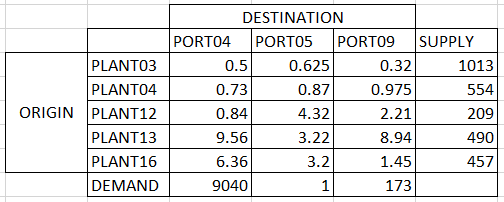 DESTINATION
PORT04 PORT05 PORT09 SUPPLY
PLANT03 0.5 0.625 0.32 1013
PLANT04 0.73 0.87 0.975 554
ORIGIN PLANT12 0.84 4.32 2.21 209
PLANT13 9.56 3.22 8.94 490
PLANT16 6.36 3.2 1.45 457
DEMAND 9040 1 173